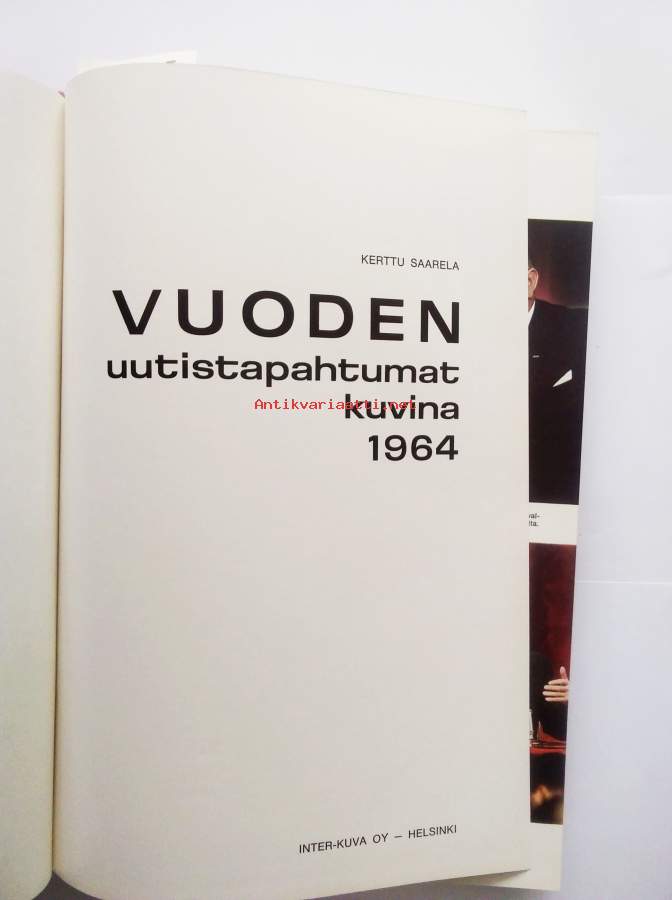 KERTTU SAARELA
VUODEN
uutistapahtumat
kuvina
Antikvariaatti.net
1964
INTER-KUVA OY — HELSINKI